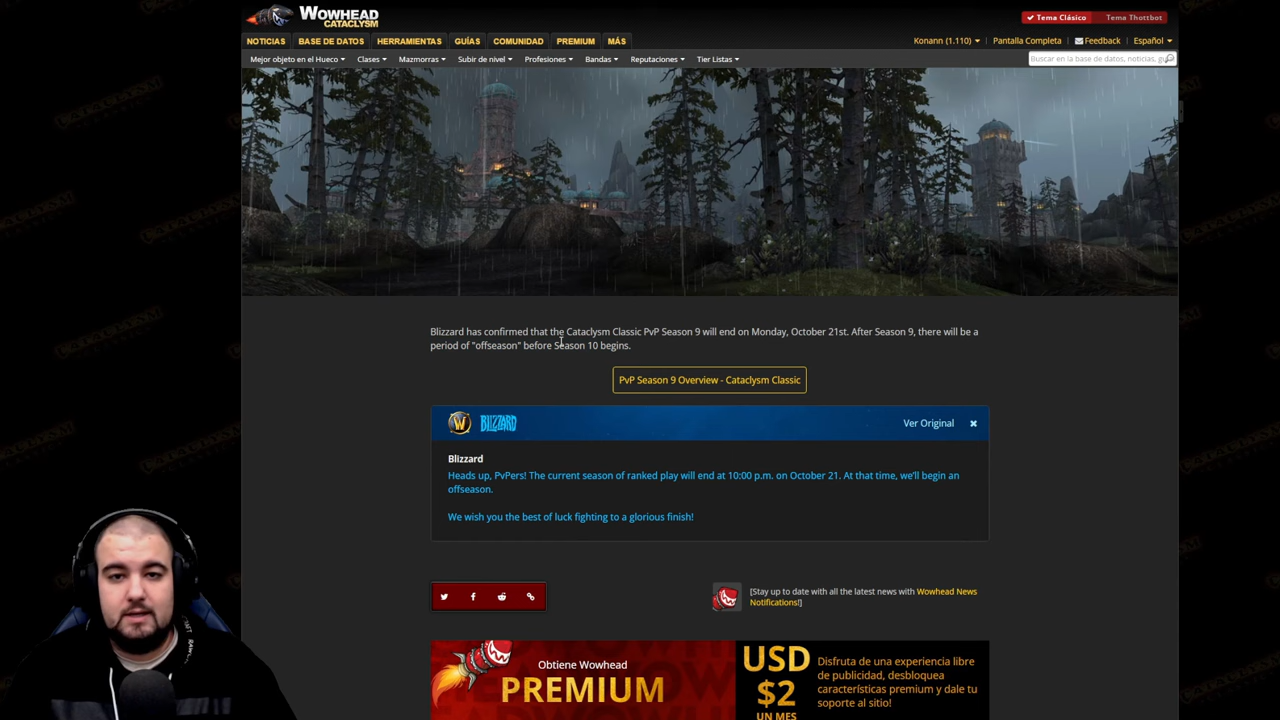 WOWHEAD
CATACLYSM
Tema Clásico
Tema Thottbot
NOTICIAS BASE DE DATOS HERRAMIENTAS GUÍAS COMUNIDAD PREMIUM MÁS
Konann (1.110) Pantalla Completa Feedback Español
Mejor objeto en el Hueco Clases Mazmorras Subir de nivel Profesiones Bandas Reputaciones Tier Listas
Buscar en la base de datos, noticias,
Blizzard has confirmed that the Cataclysm Classic PvP Season 9 will end on Monday, October 21st. After Season 9, there will be a
period of "offseason" before Season 10 begins.
PvP Season 9 Overview - Cataclysm Classic
BLIZZARD
Ver Original
Blizzard
Heads up, PvPers! The current season of ranked play will end at 10:00 p.m. on October 21. At that time, we'll begin an
offseason.
We wish you the best of luck fighting to a glorious finish!
[Stay up to date with all the latest news with Wowhead News
Notifications!]
Obtiene Wowhead
PREMIUM
USD
$2
UN MES
Disfruta de una experiencia libre
de publicidad, desbloquea
características premium y dale tu
soporte al sitio!